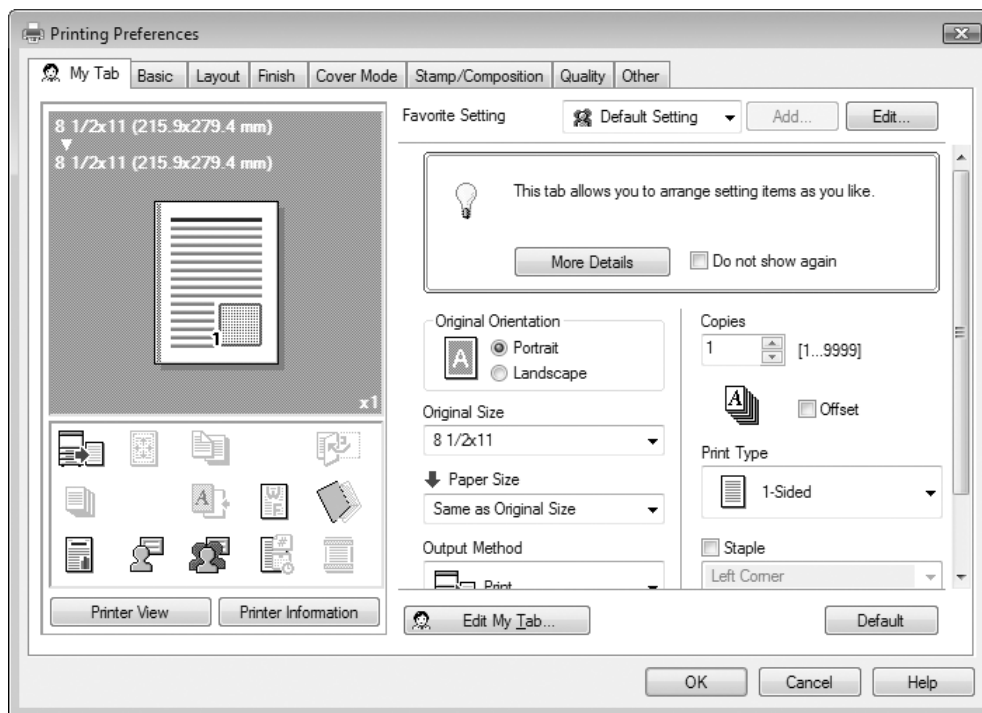 Printing Preferences
My Tab Basic Layout Finish Cover Mode Stamp/Composition Quality Other
8 1/2x11 (215.9x279.4 mm)
8 1/2x11 (215.9x279.4 mm)
1
x1
Favorite Setting Default Setting Add... Edit...
This tab allows you to arrange setting items as you like.
More Details Do not show again
Original Orientation
A
Portrait
Landscape
Original Size
8 1/2x11
Paper Size
Same as Original Size
Output Method
Print
Copies
1 [1...9999]
A
Offset
Print Type
1-Sided
Staple
Left Corner
Printer View Printer Information
Edit My Tab... Default
OK Cancel Help